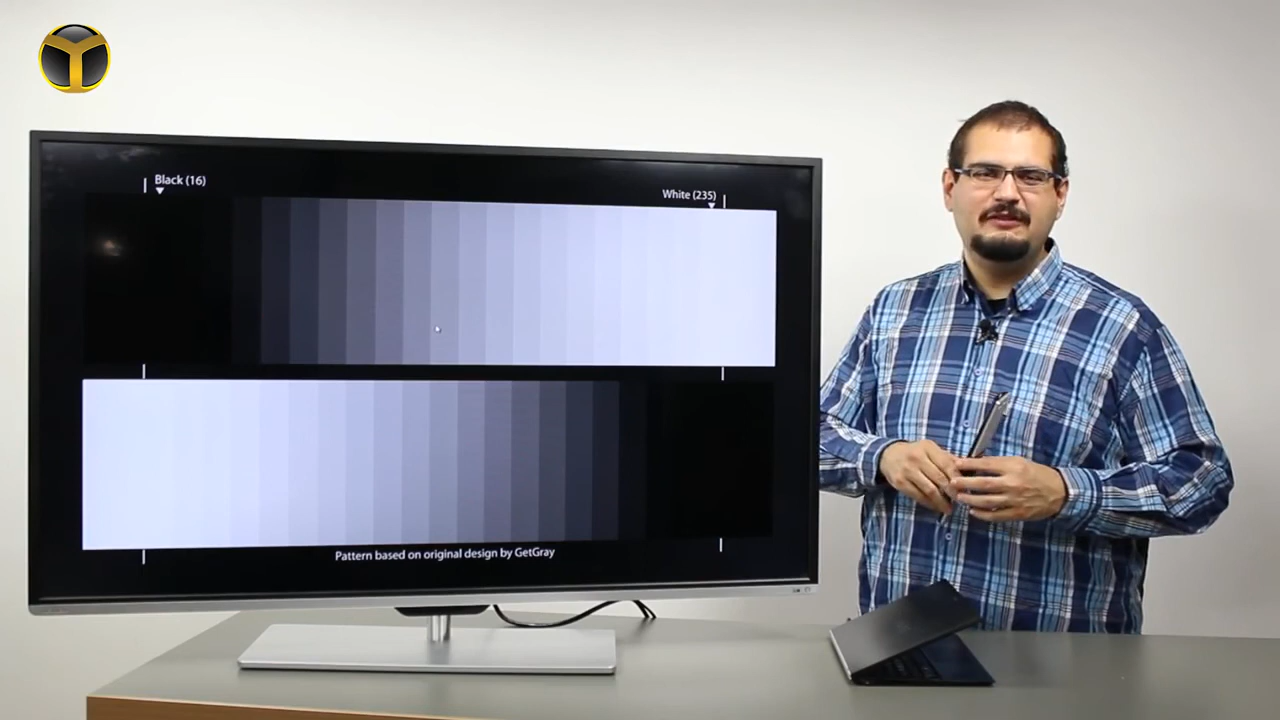 Black (16)
White (235)
Pattern based on original design by GetGray